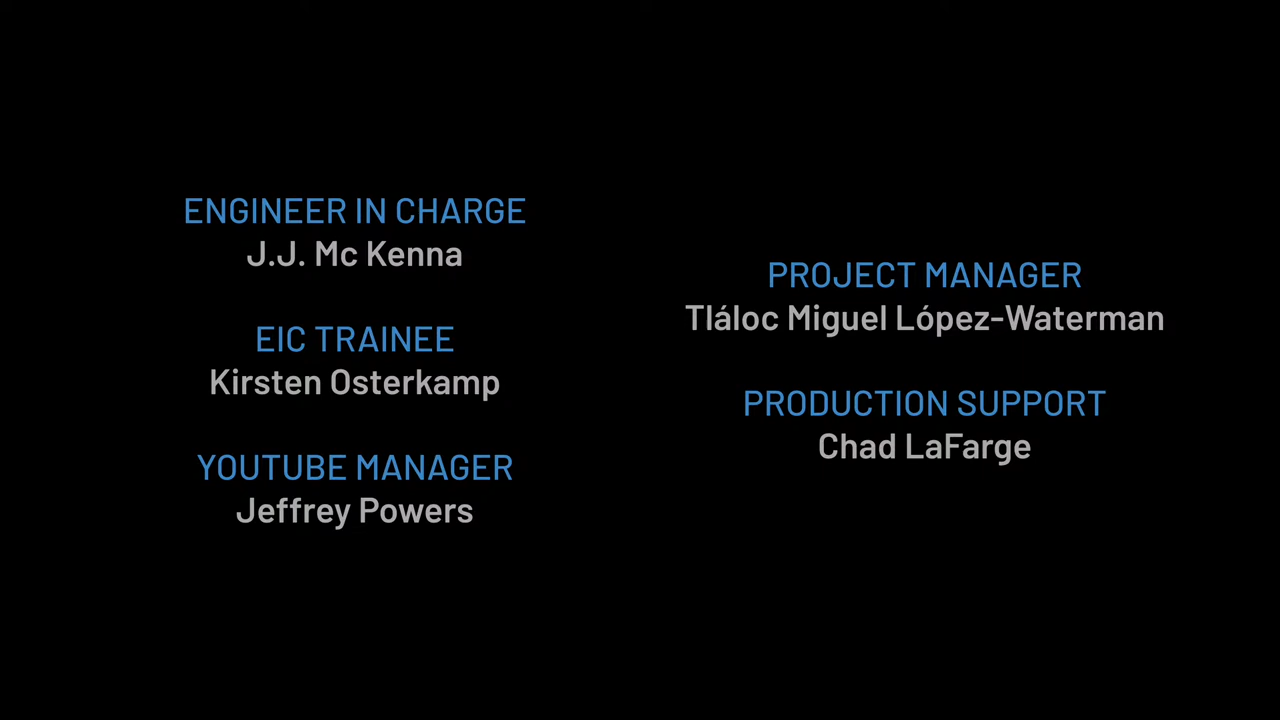 ENGINEER IN CHARGE
J.J. Mc Kenna
EIC TRAINEE
Kirsten Osterkamp
YOUTUBE MANAGER
Jeffrey Powers
PROJECT MANAGER
Tláloc Miguel López-Waterman
PRODUCTION SUPPORT
Chad LaFarge